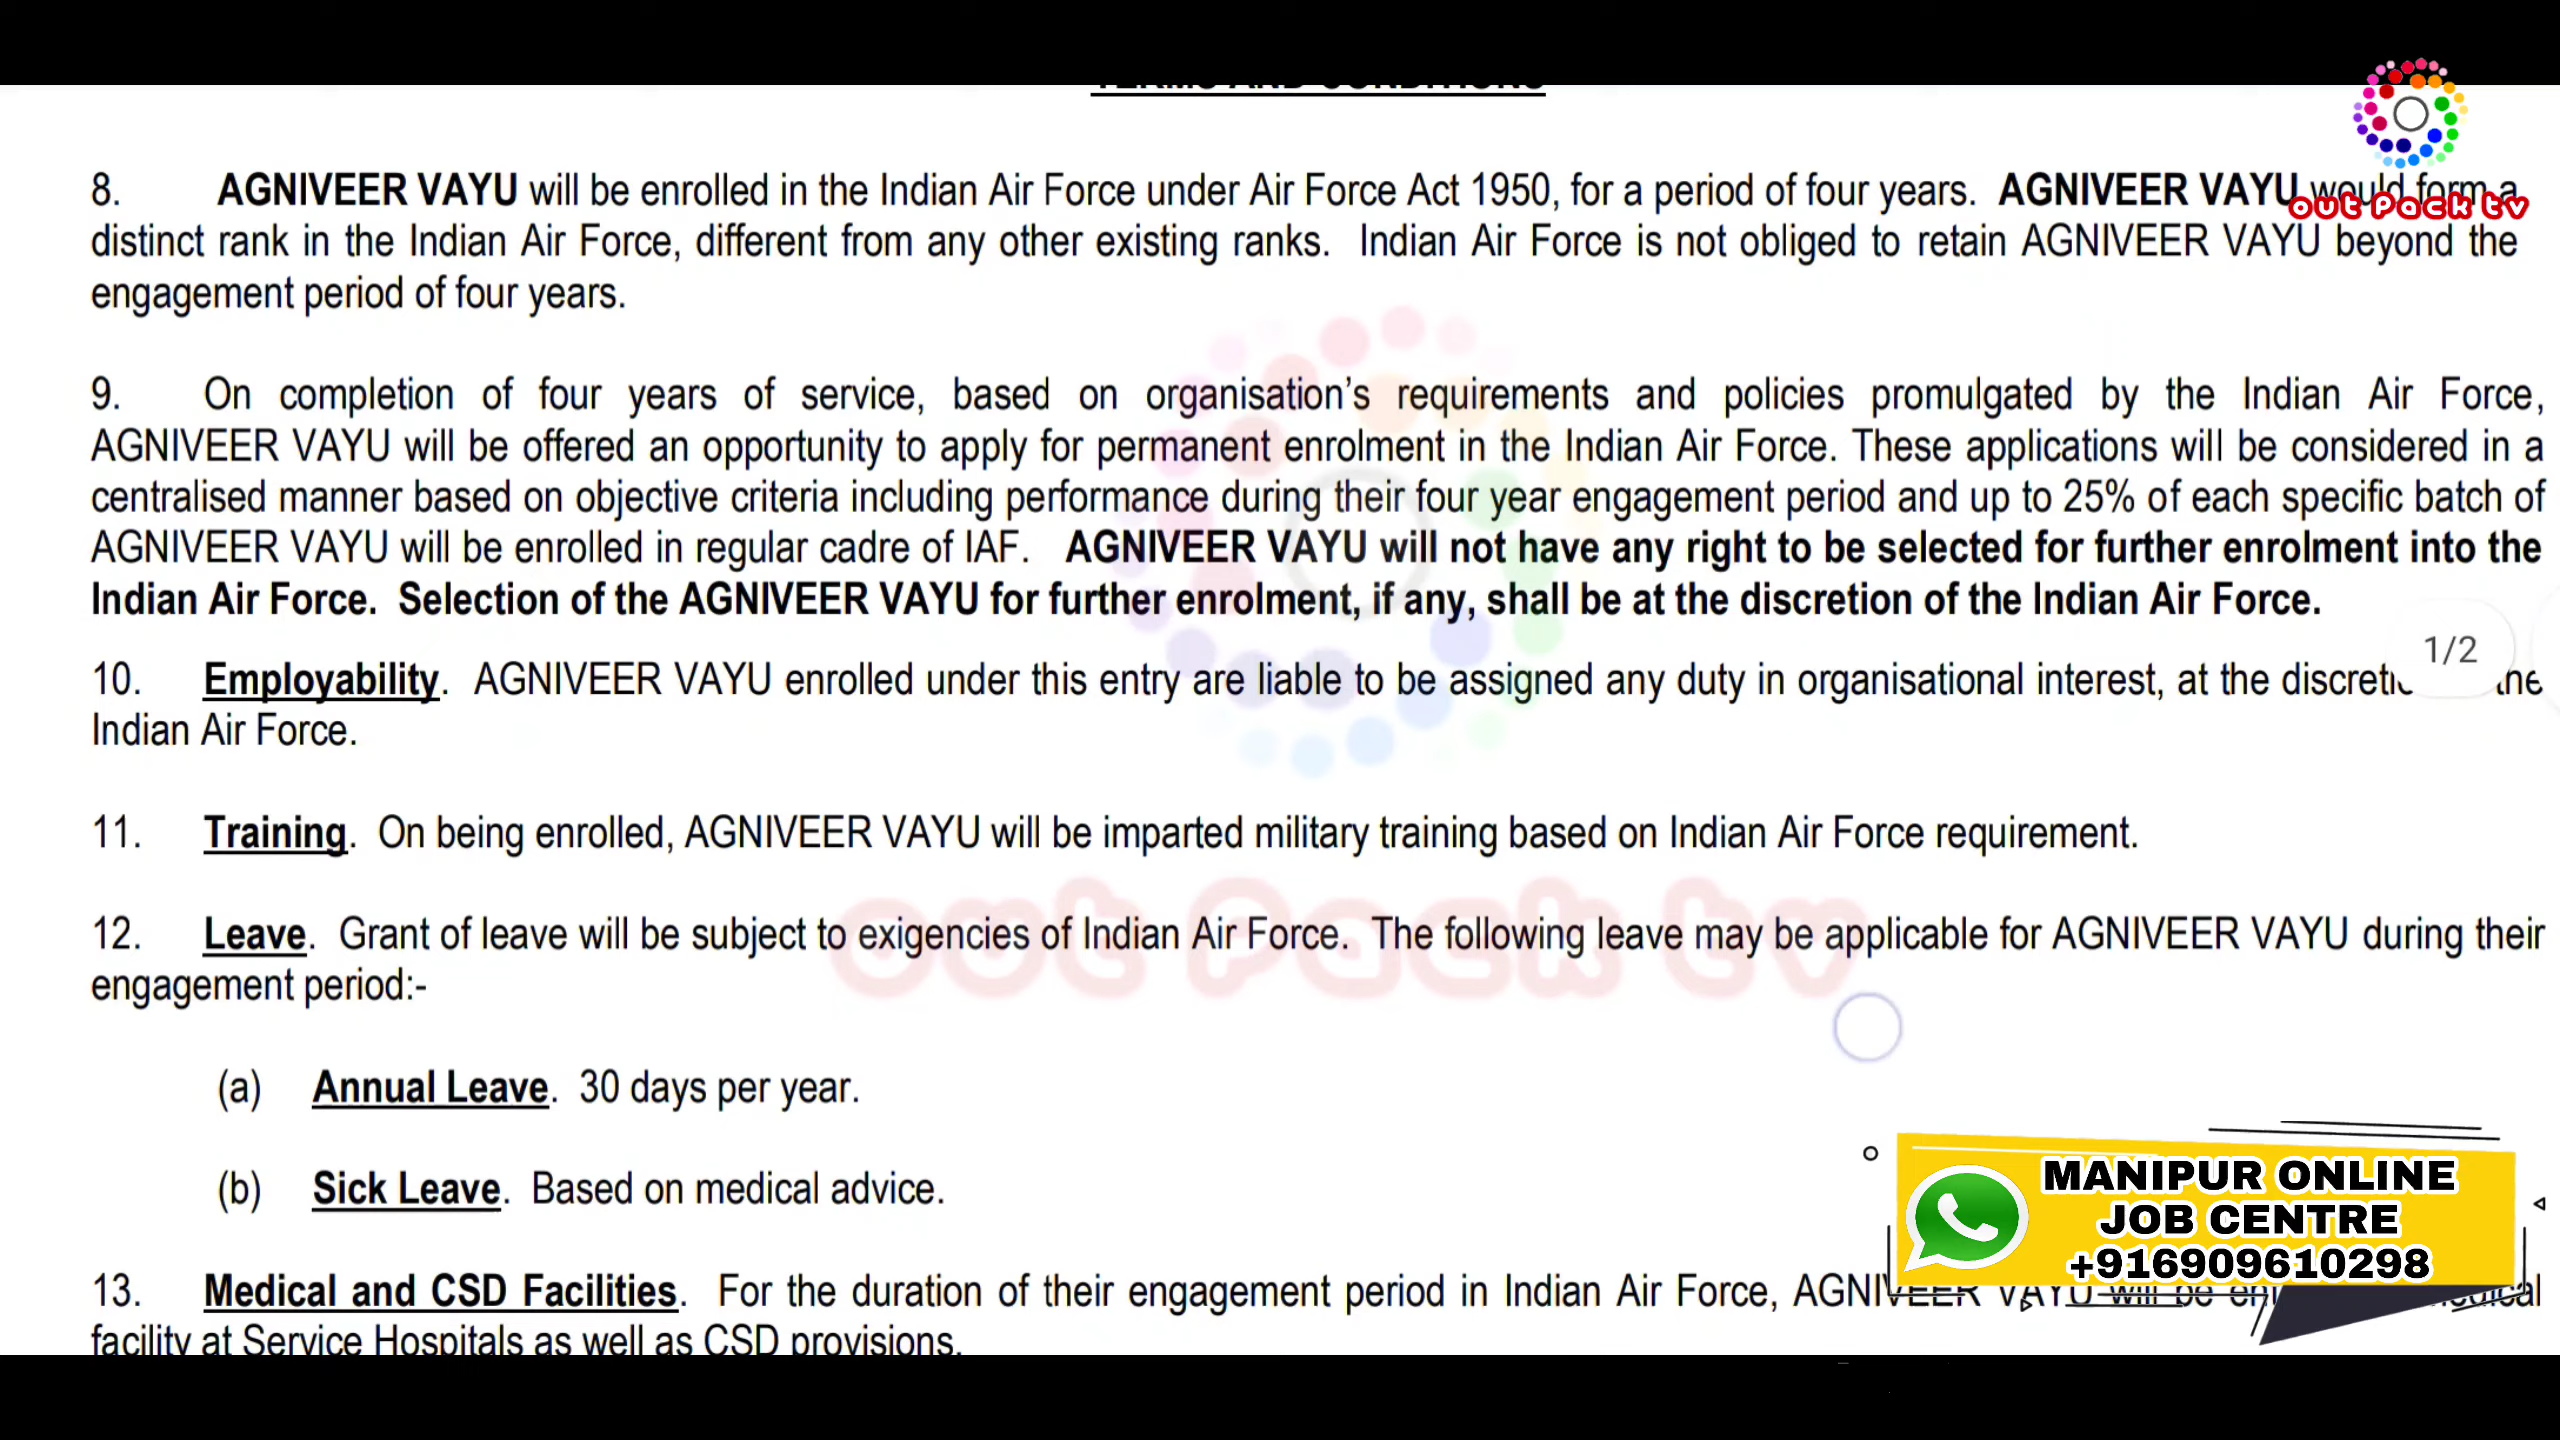 TERMS AND CONDITIONS
8. AGNIVEER VAYU will be enrolled in the Indian Air Force under Air Force Act 1950, for a period of four years. AGNIVEER VAYU would form a
out Pack tv
distinct rank in the Indian Air Force, different from any other existing ranks. Indian Air Force is not obliged to retain AGNIVEER VAYU beyond the
engagement period of four years.
9. On completion of four years of service, based on organisation's requirements and policies promulgated by the Indian Air Force,
AGNIVEER VAYU will be offered an opportunity to apply for permanent enrolment in the Indian Air Force. These applications will be considered in a
centralised manner based on objective criteria including performance during their four year engagement period and up to 25% of each specific batch of
AGNIVEER VAYU will be enrolled in regular cadre of IAF. AGNIVEER VAYU will not have any right to be selected for further enrolment into the
Indian Air Force. Selection of the AGNIVEER VAYU for further enrolment, if any, shall be at the discretion of the Indian Air Force.
1/2
10. Employability. AGNIVEER VAYU enrolled under this entry are liable to be assigned any duty in organisational interest, at the the
Indian Air Force.
11. Training. On being enrolled, AGNIVEER VAYU will be imparted military training based on Indian Air Force requirement.
12. Leave. Grant of leave will be subject to exigencies of Indian Air Force. The following leave may be applicable for AGNIVEER VAYU during their
engagement period:-
out Pack tv
(a) Annual Leave. 30 days per year.
(b) Sick Leave. Based on medical advice.
MANIPUR ONLINE
JOB CENTRE
+916909610298
13. Medical and CSD Facilities. For the duration of their engagement period in Indian Air Force, AGNIVEER VAYU will be
facility at Service Hospitals as well as CSD provisions.